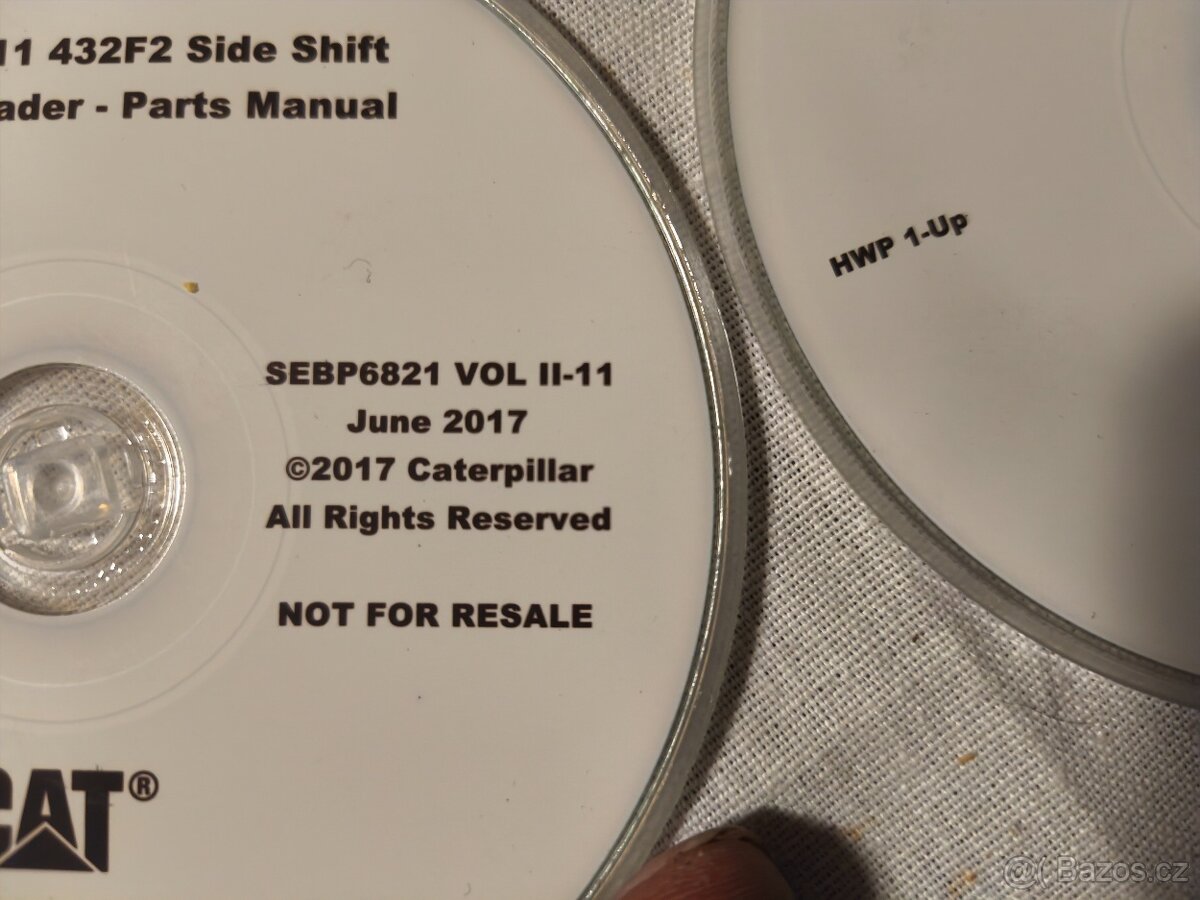 11 432F2 Side Shift
ader - Parts Manual
HWP 1-Up
SEBP6821 VOL II-11
June 2017
©2017 Caterpillar
All Rights Reserved
NOT FOR RESALE
CAT®
@( Bazos.cz